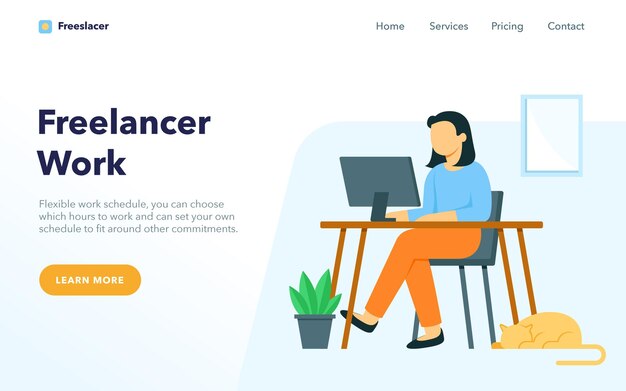 Freeslacer
Home Services Pricing Contact
Freelancer
Work
Flexible work schedule, you can choose
which hours to work and can set your own
schedule to fit around other commitments.
LEARN MORE